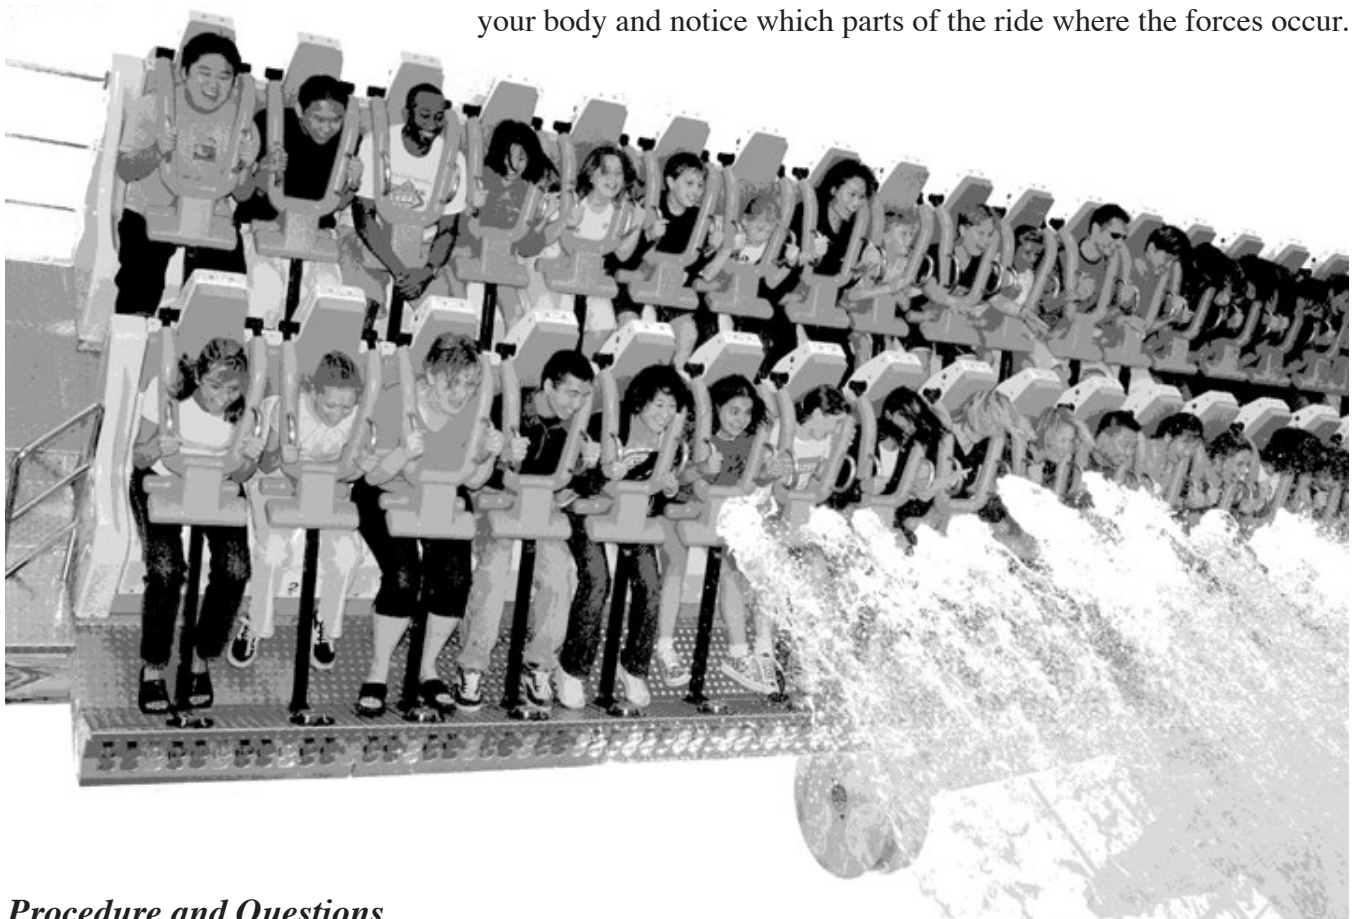 your body and notice which parts of the ride where the forces occur.
Procedure and Questions